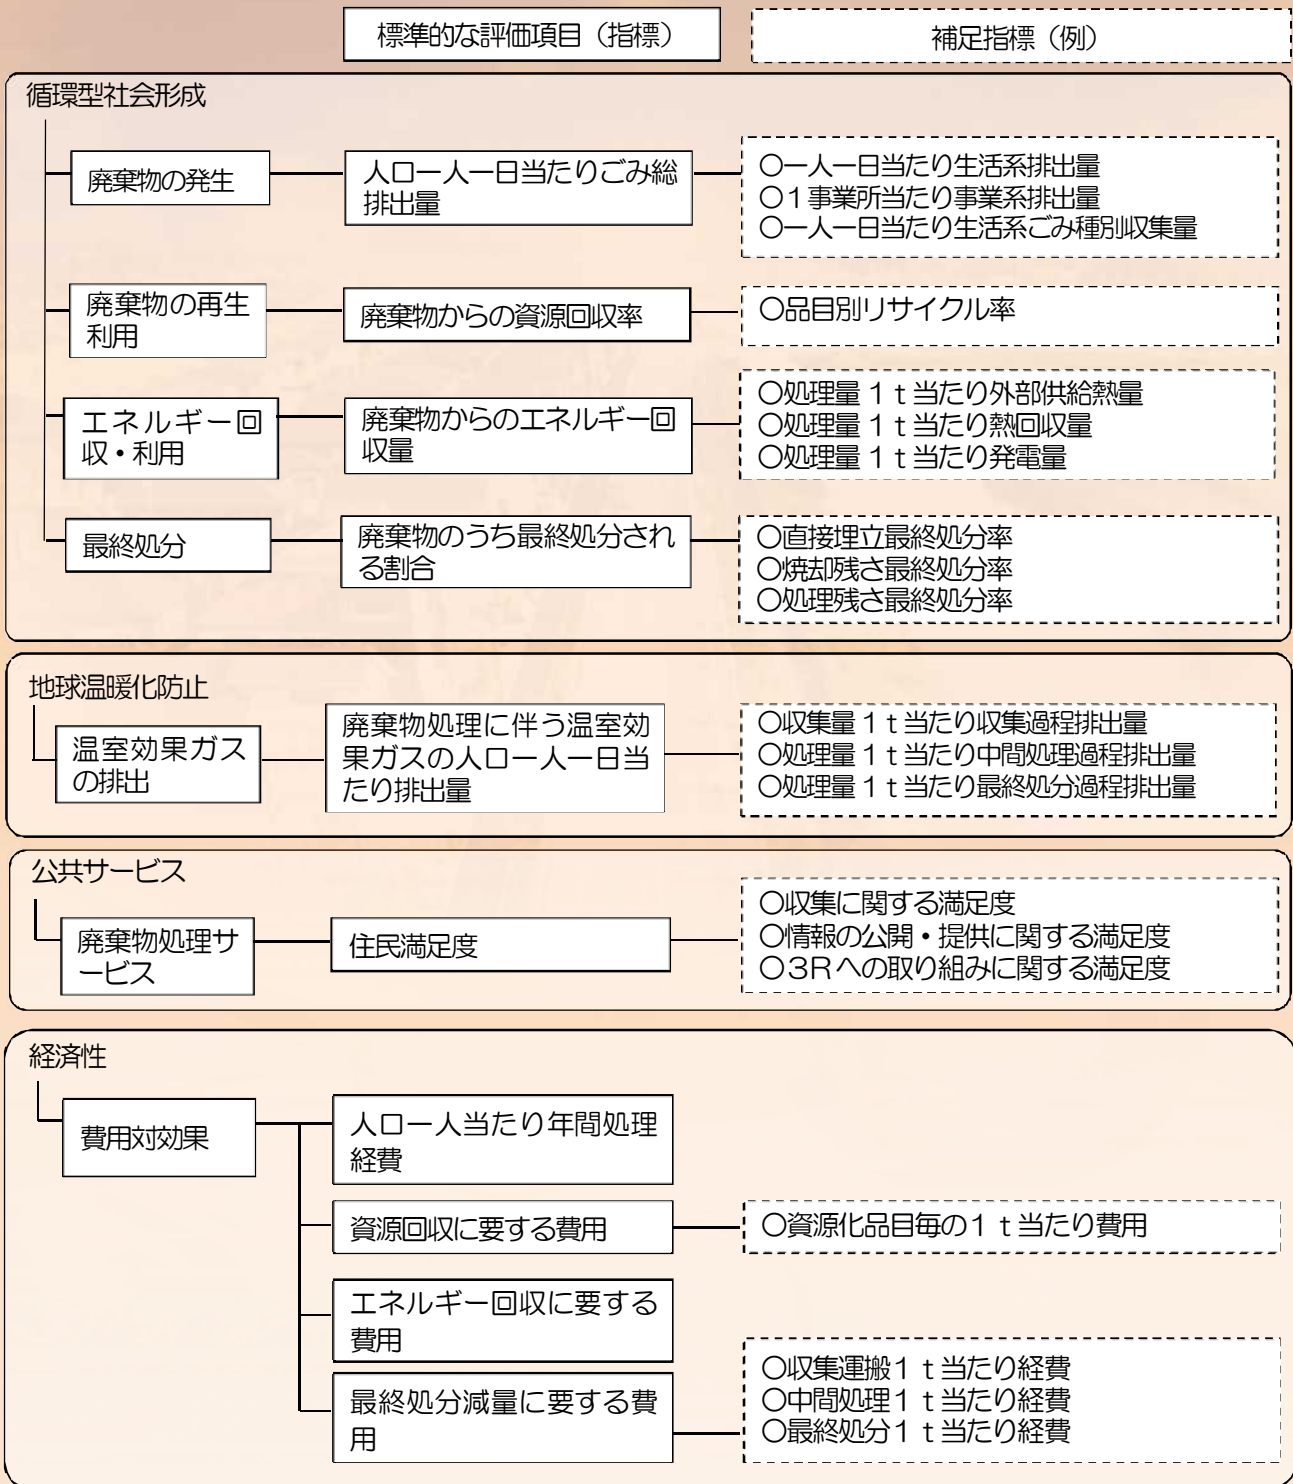 標準的な評価項目（指標）
補足指標（例）
循環型社会形成
廃棄物の発生
人口一人一日当たりごみ総
排出量
○一人一日当たり生活系排出量
○１事業所当たり事業系排出量
○一人一日当たり生活系ごみ種別収集量
廃棄物の再生
利用
廃棄物からの資源回収率
○品目別リサイクル率
エネルギー回
収・利用
廃棄物からのエネルギー回
収量
○処理量１ｔ当たり外部供給熱量
○処理量１ｔ当たり熱回収量
○処理量１ｔ当たり発電量
最終処分
廃棄物のうち最終処分され
る割合
○直接埋立最終処分率
○焼却残さ最終処分率
○処理残さ最終処分率
地球温暖化防止
温室効果ガス
の排出
廃棄物処理に伴う温室効
果ガスの人口一人一日当
たり排出量
○収集量１ｔ当たり収集過程排出量
○処理量１ｔ当たり中間処理過程排出量
○処理量１ｔ当たり最終処分過程排出量
公共サービス
廃棄物処理サ
ービス
住民満足度
○収集に関する満足度
○情報の公開・提供に関する満足度
○３Ｒへの取り組みに関する満足度
経済性
費用対効果
人口一人当たり年間処理
経費
資源回収に要する費用
○資源化品目毎の１ｔ当たり費用
エネルギー回収に要する
費用
最終処分減量に要する費
用
○収集運搬１ｔ当たり経費
○中間処理１ｔ当たり経費
○最終処分１ｔ当たり経費